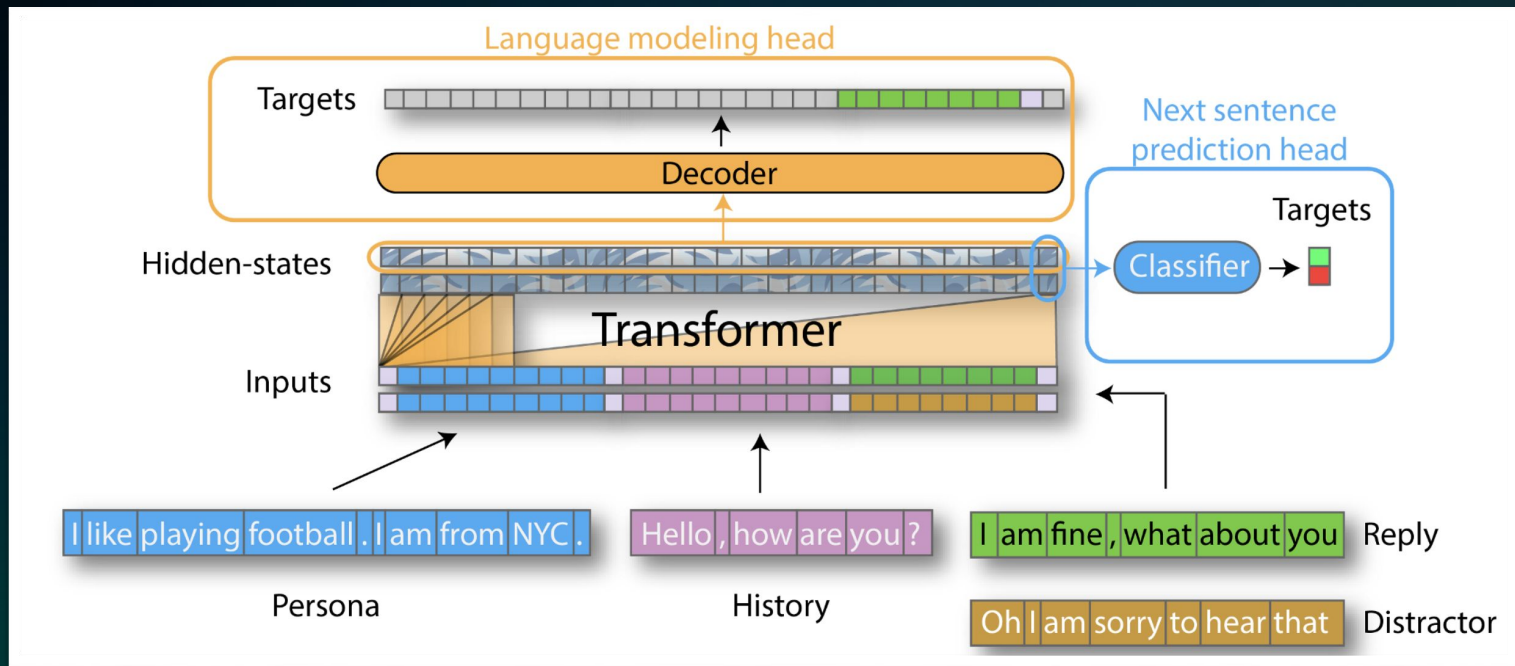 Language modeling head
Targets
Next sentence
prediction head
Decoder
Targets
Hidden-states
Classifier
Transformer
Inputs
I like playing football . I am from NYC .
Hello , how are you ?
I am fine , what about you
Reply
Persona
History
Oh I am sorry to hear that
Distractor